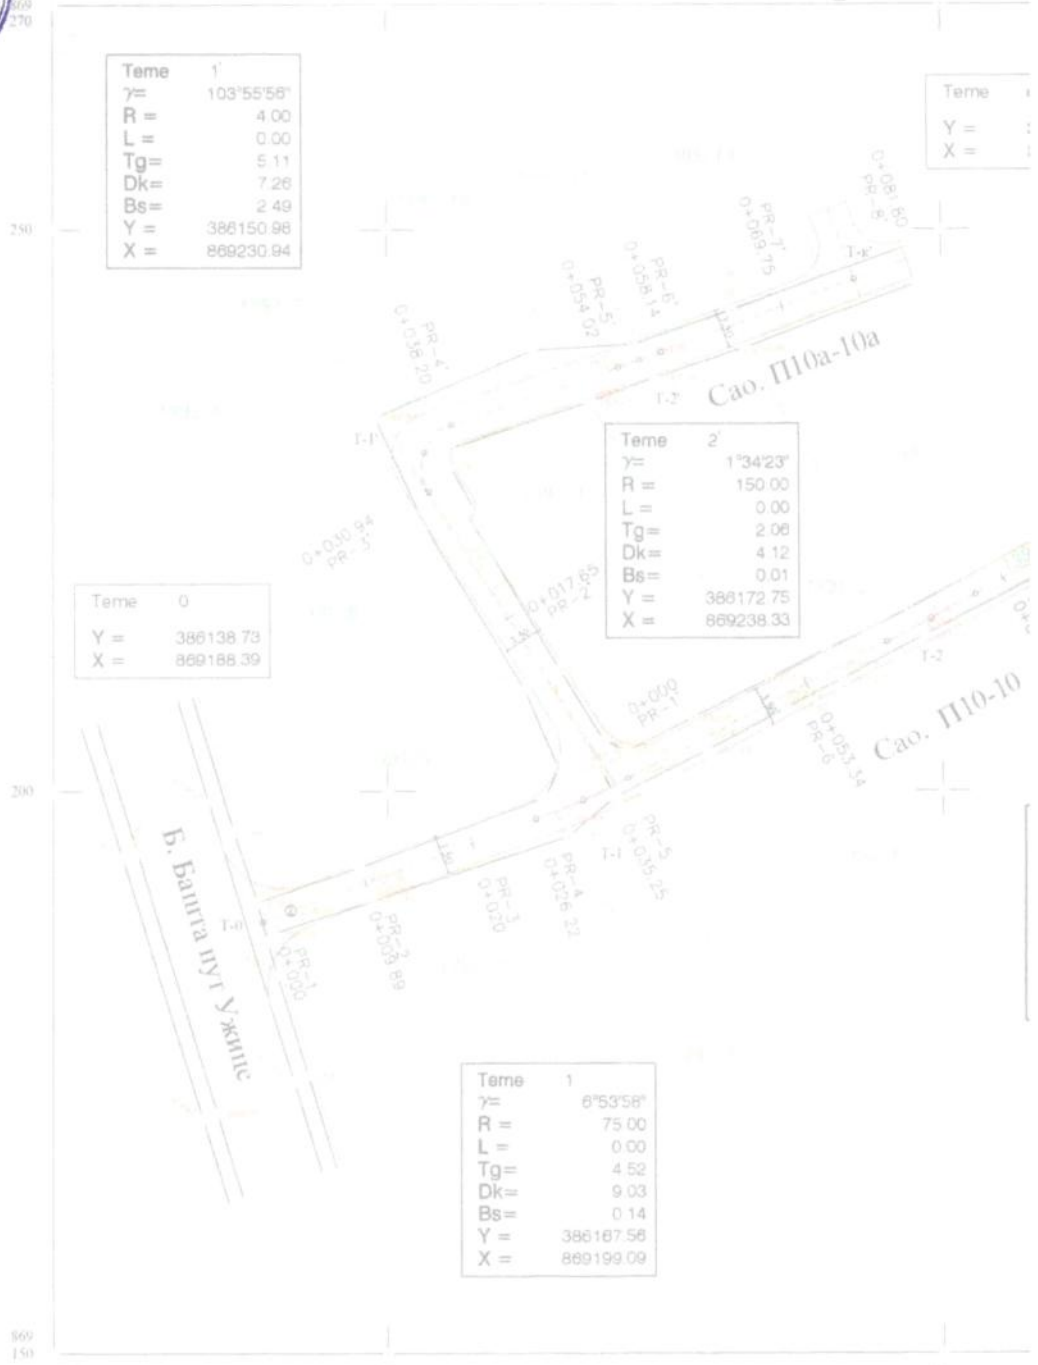 869
270
Teme 1'
γ= 103°55'56"
R = 4.00
L = 0.00
Tg= 5.11
Dk= 7.26
Bs= 2.49
Y = 386150.98
X = 869230.94
Teme
Y =
X =
250
0+081.60
PR-8'
PR-7'
0+069.75
T-к'
PR-6'
0+058.14
PR-5'
0+054.02
PR-4'
0+038.20
Сао. П10а-10а
T-2'
T-1'
Teme 2'
γ= 1°34'23"
R = 150.00
L = 0.00
Tg= 2.06
Dk= 4.12
Bs= 0.01
Y = 386172.75
X = 869238.33
0+030.94
PR-3'
0+017.65
PR-2'
3.50
Teme 0
Y = 386138.73
X = 869188.39
T-2
Сао. П10-10
0+000
PR-1'
0+053.34
PR-6
200
Б. Башта пут Ужице
T-1
PR-5
0+035.25
PR-4
0+026.22
PR-3
0+020
PR-2
0+009.89
T-0
PR-1
0+000
Teme 1
γ= 6°53'58"
R = 75.00
L = 0.00
Tg= 4.52
Dk= 9.03
Bs= 0.14
Y = 386167.56
X = 869199.09
869
150